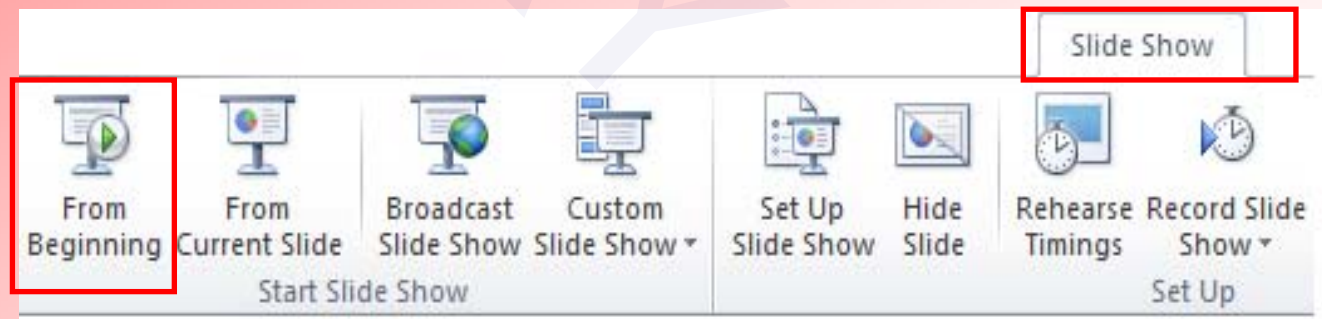 Slide Show
From Beginning
From Current Slide
Broadcast Slide Show
Custom Slide Show
Set Up Slide Show
Hide Slide
Rehearse Timings
Record Slide Show
Start Slide Show
Set Up